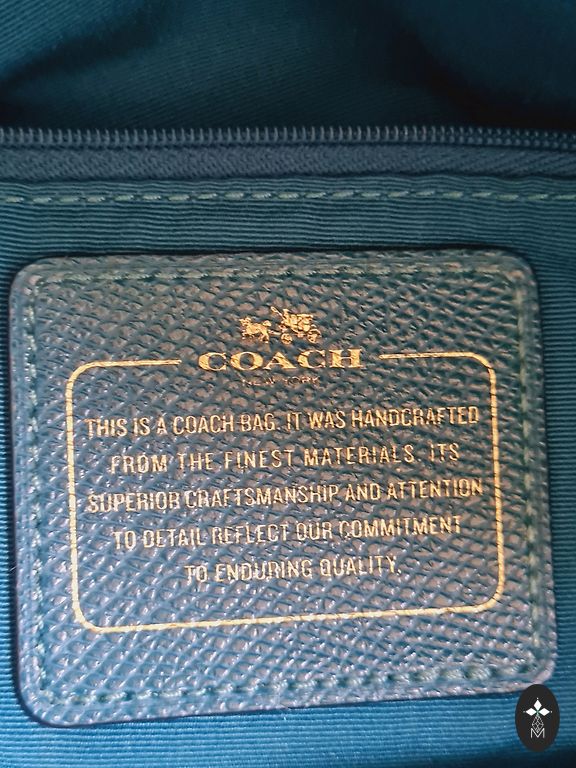 COACH
NEW YORK
THIS IS A COACH BAG. IT WAS HANDCRAFTED
FROM THE FINEST MATERIALS. ITS
SUPERIOR CRAFTSMANSHIP AND ATTENTION
TO DETAIL REFLECT OUR COMMITMENT
TO ENDURING QUALITY.
M